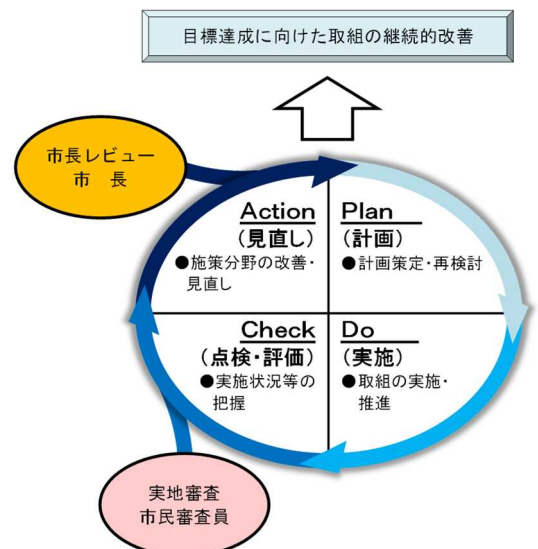 目標達成に向けた取組の継続的改善
市長レビュー
市　長
Action
(見直し)
●施策分野の改善・
見直し
Plan
(計画)
●計画策定・再検討
Check
(点検・評価)
●実施状況等の
把握
Do
(実施)
●取組の実施・
推進
実地審査
市民審査員